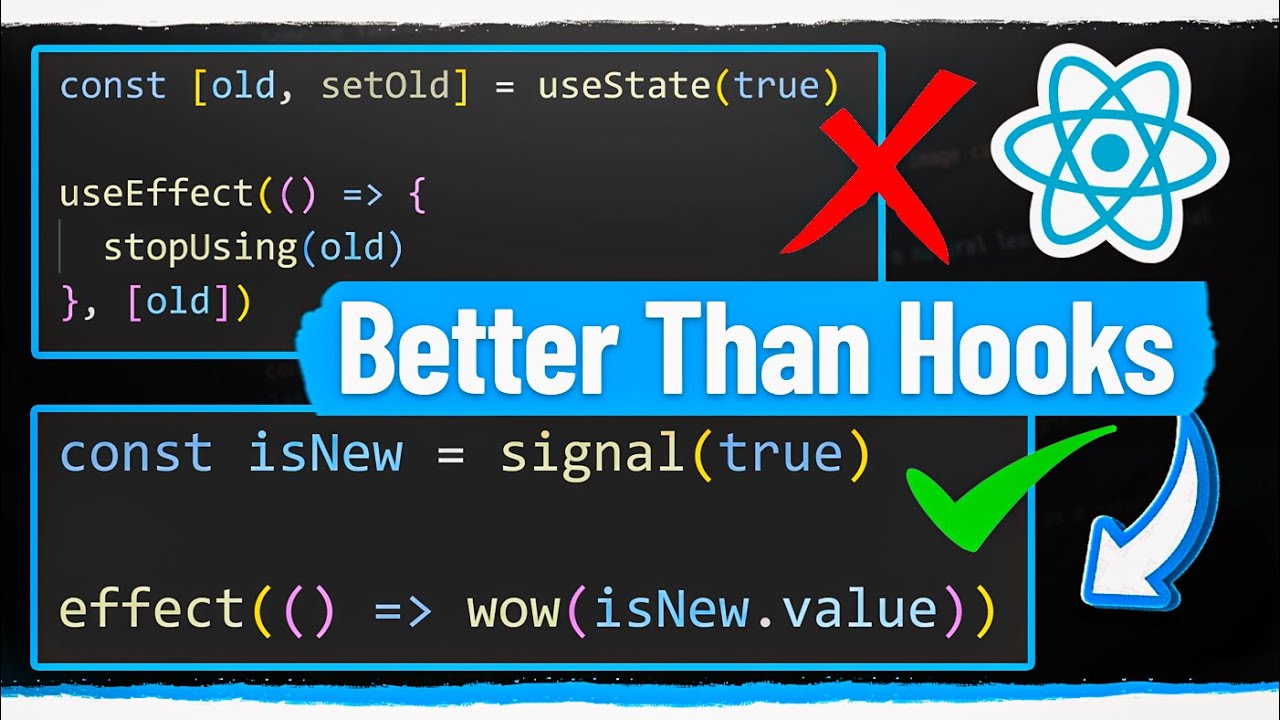 const [old, setOld] = useState(true)
useEffect(() => {
stopUsing(old)
}, [old])
Better Than Hooks
const isNew = signal(true)
effect(() => wow(isNew.value))